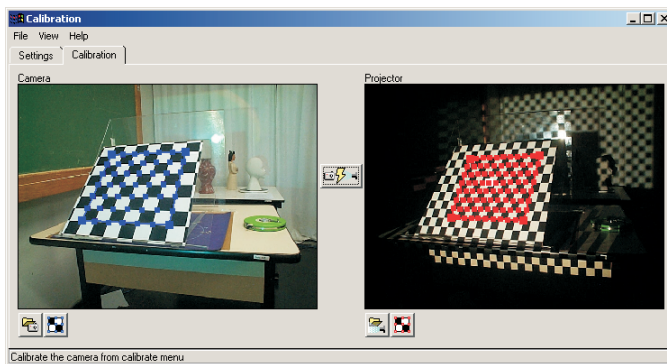 Calibration
File View Help
Settings Calibration
Camera
Projector
Calibrate the camera from calibrate menu